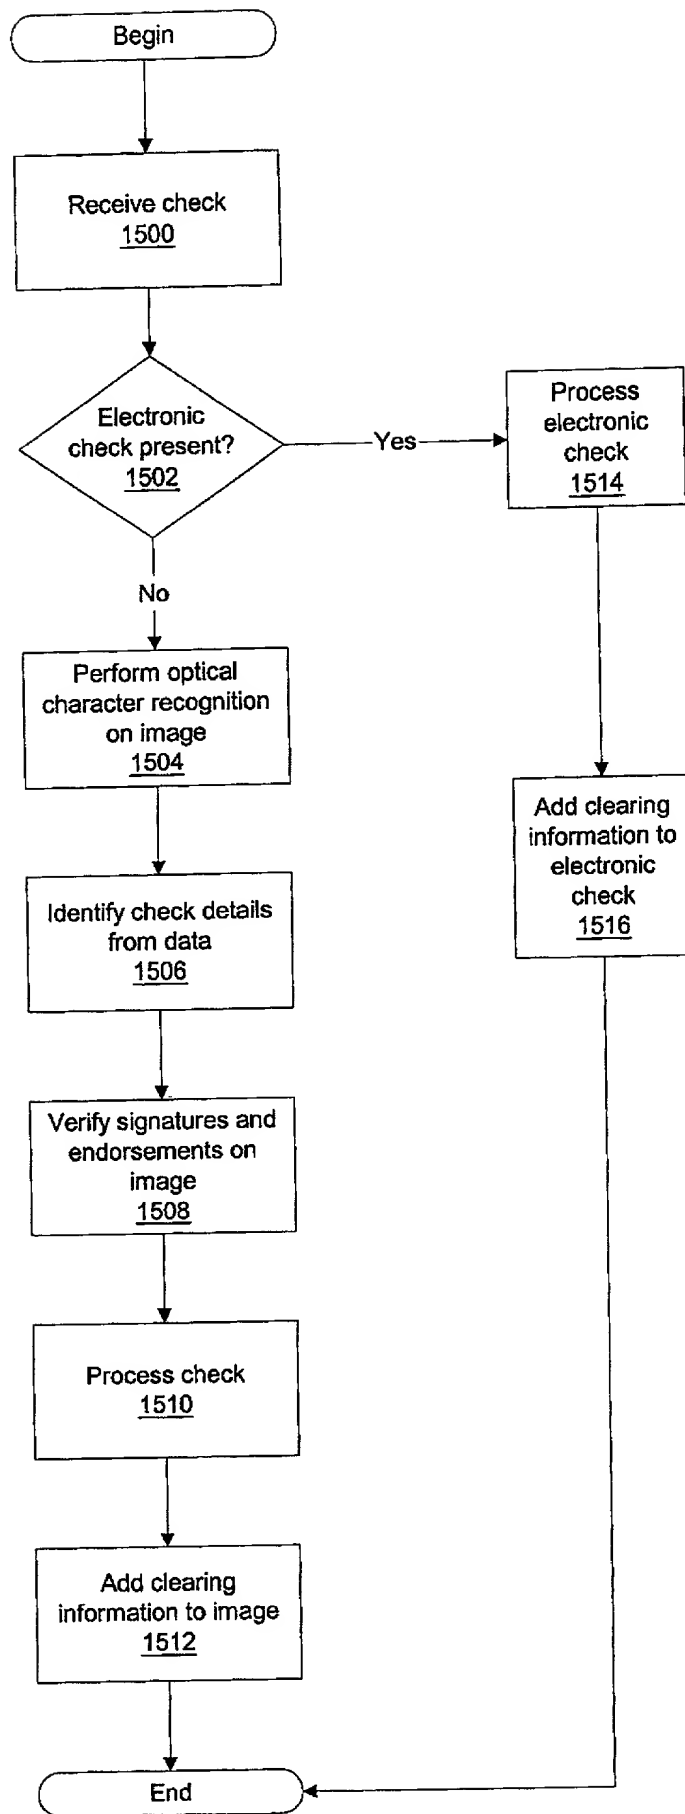 Begin
Receive check
1500
Electronic
check present?
1502
Yes
Process
electronic
check
1514
No
Perform optical
character recognition
on image
1504
Add clearing
information to
electronic
check
1516
Identify check details
from data
1506
Verify signatures and
endorsements on
image
1508
Process check
1510
Add clearing
information to image
1512
End